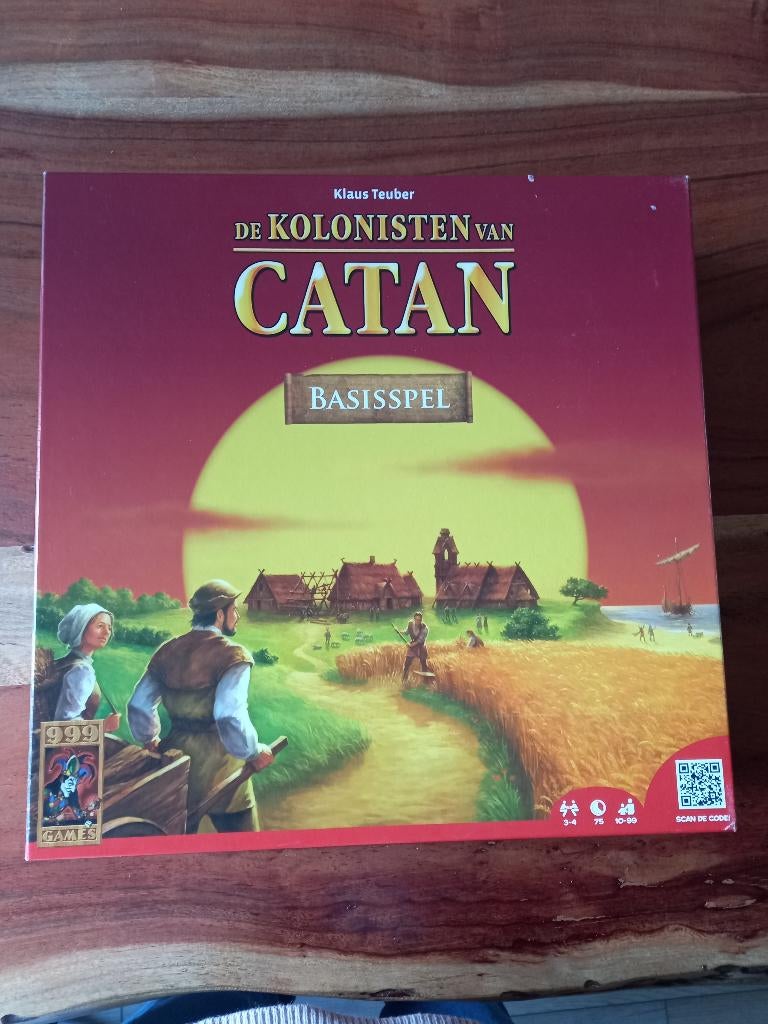 Klaus Teuber
DE KOLONISTEN VAN
CATAN
BASISSPEL
999
GAMES
3-4
75
10-99
SCAN DE CODE!